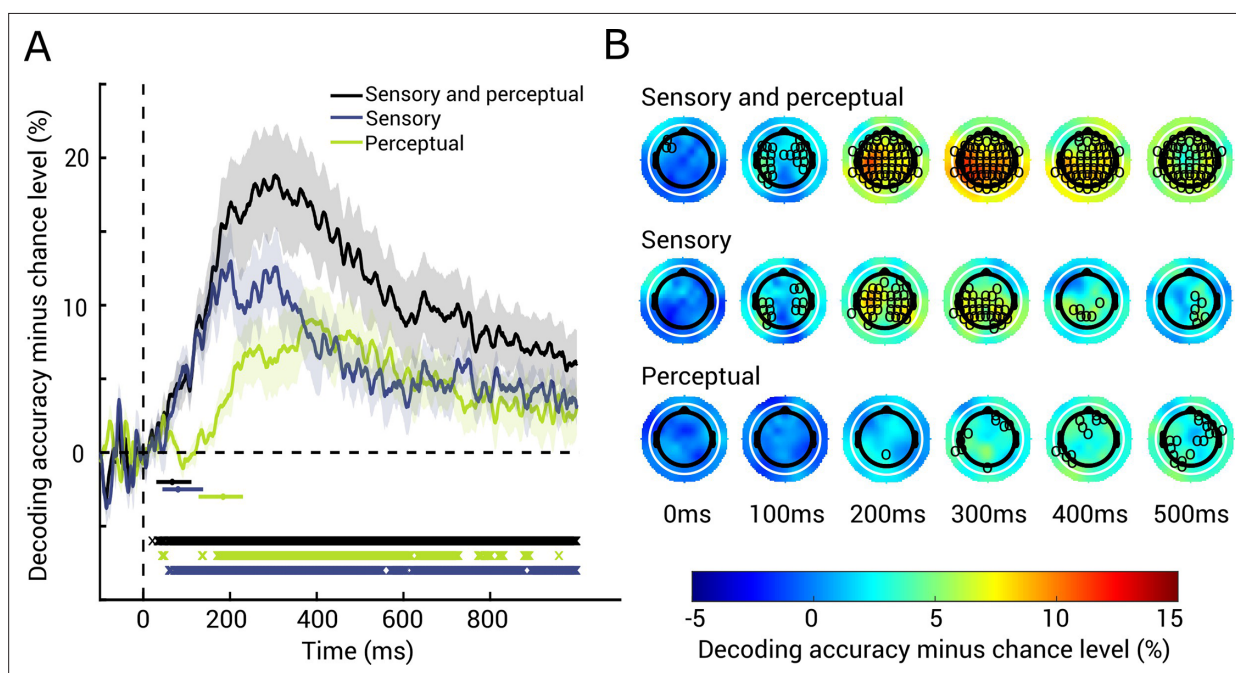 A
B
Decoding accuracy minus chance level (%)
20
10
0
Sensory and perceptual
Sensory
Perceptual
0
200
400
600
800
Time (ms)
Sensory and perceptual
Sensory
Perceptual
0ms 100ms 200ms 300ms 400ms 500ms
-5 0 5 10 15
Decoding accuracy minus chance level (%)